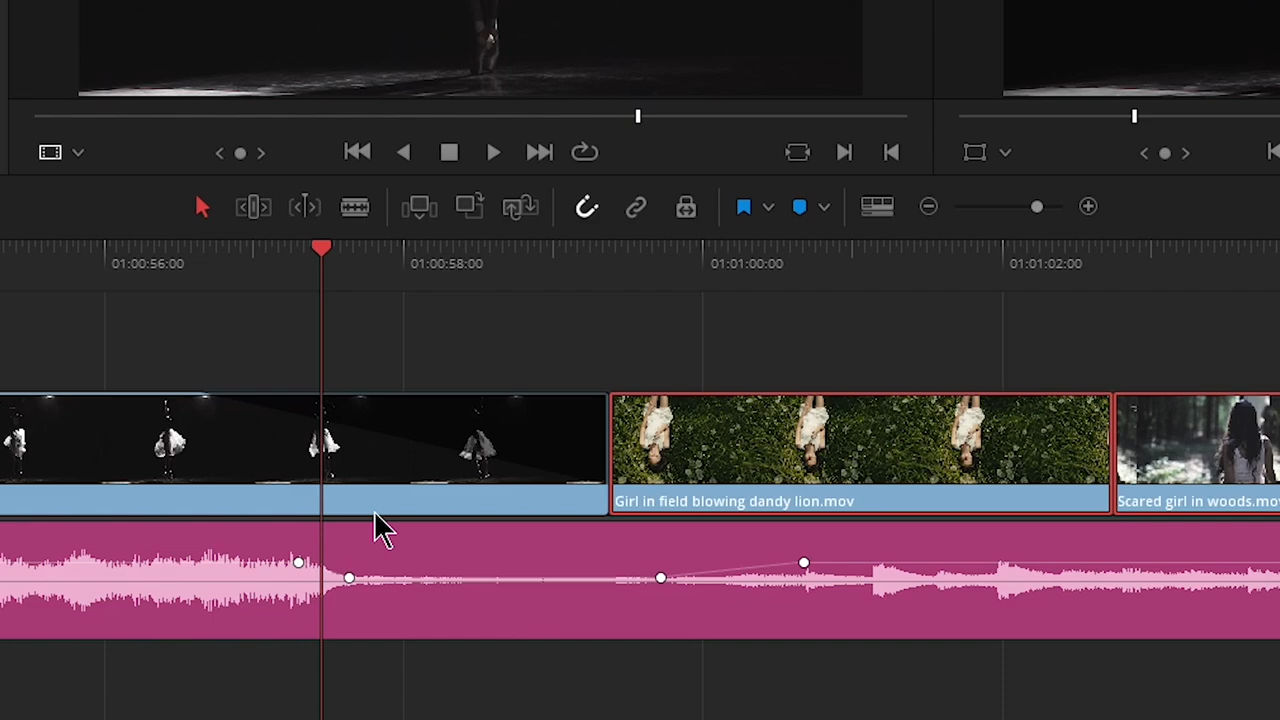 01:00:56:00
01:00:58:00
01:01:00:00
01:01:02:00
Girl in field blowing dandy lion.mov
Scared girl in woods.mov